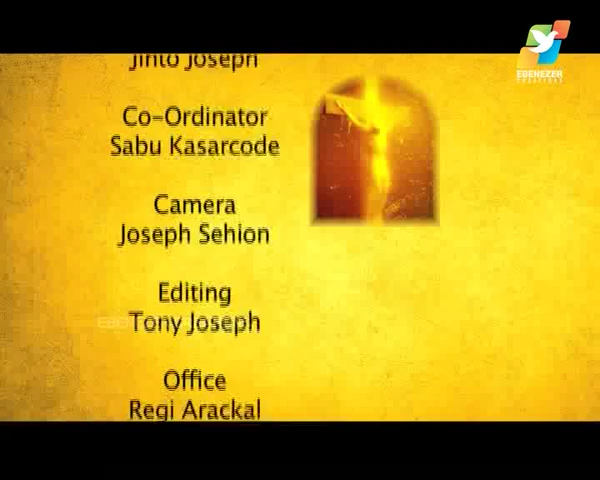 EBENEZER
Jinto Joseph
Co-Ordinator
Sabu Kasarcode
Camera
Joseph Sehion
Editing
Tony Joseph
Office
Regi Arackal